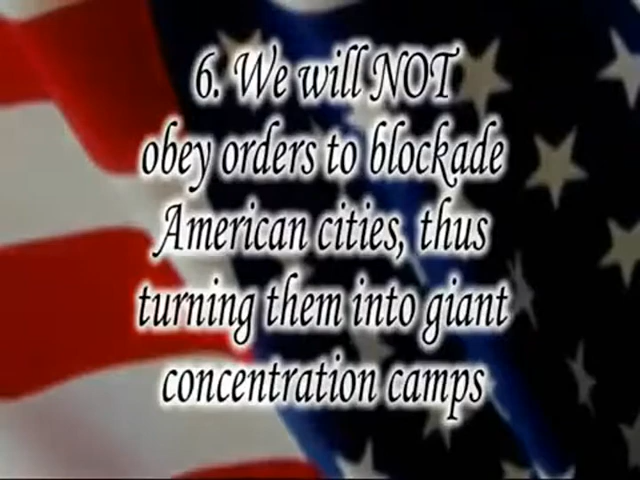 6. We will NOT
obey orders to blockade
American cities, thus
turning them into giant
concentration camps